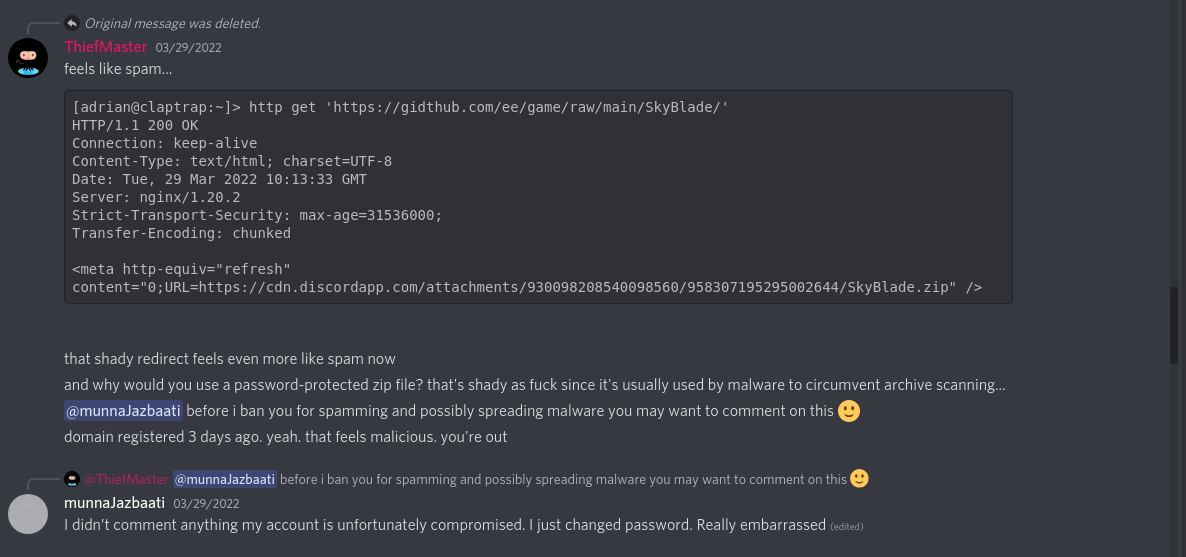 Original message was deleted.
ThiefMaster 03/29/2022
feels like spam...
[adrian@claptrap:~]> http get 'https://gidthub.com/ee/game/raw/main/SkyBlade/'
HTTP/1.1 200 OK
Connection: keep-alive
Content-Type: text/html; charset=UTF-8
Date: Tue, 29 Mar 2022 10:13:33 GMT
Server: nginx/1.20.2
Strict-Transport-Security: max-age=31536000;
Transfer-Encoding: chunked
<meta http-equiv="refresh"
content="0;URL=https://cdn.discordapp.com/attachments/930098208540098560/958307195295002644/SkyBlade.zip" />
that shady redirect feels even more like spam now
and why would you use a password-protected zip file? that's shady as fuck since it's usually used by malware to circumvent archive scanning...
@munnaJazbaati before i ban you for spamming and possibly spreading malware you may want to comment on this 🙂
domain registered 3 days ago. yeah. that feels malicious. you're out
@ThiefMaster @munnaJazbaati before i ban you for spamming and possibly spreading malware you may want to comment on this 🙂
munnaJazbaati 03/29/2022
I didn't comment anything my account is unfortunately compromised. I just changed password. Really embarrassed (edited)